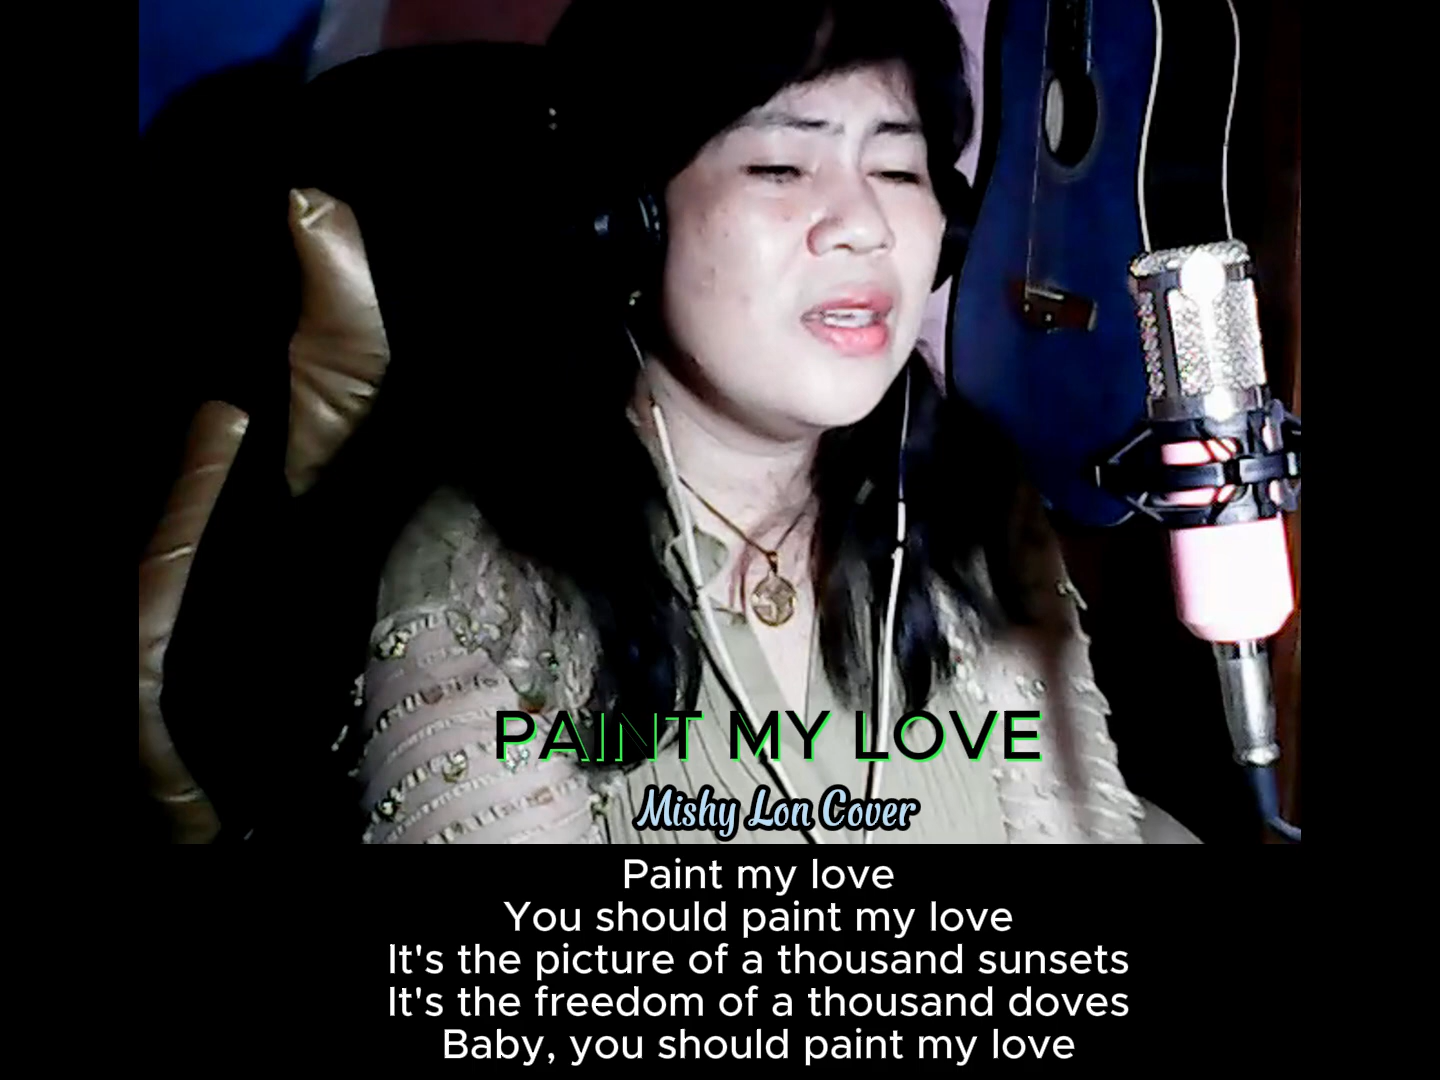 PAINT MY LOVE
Mishy Lon Cover
Paint my love
You should paint my love
It's the picture of a thousand sunsets
It's the freedom of a thousand doves
Baby, you should paint my love